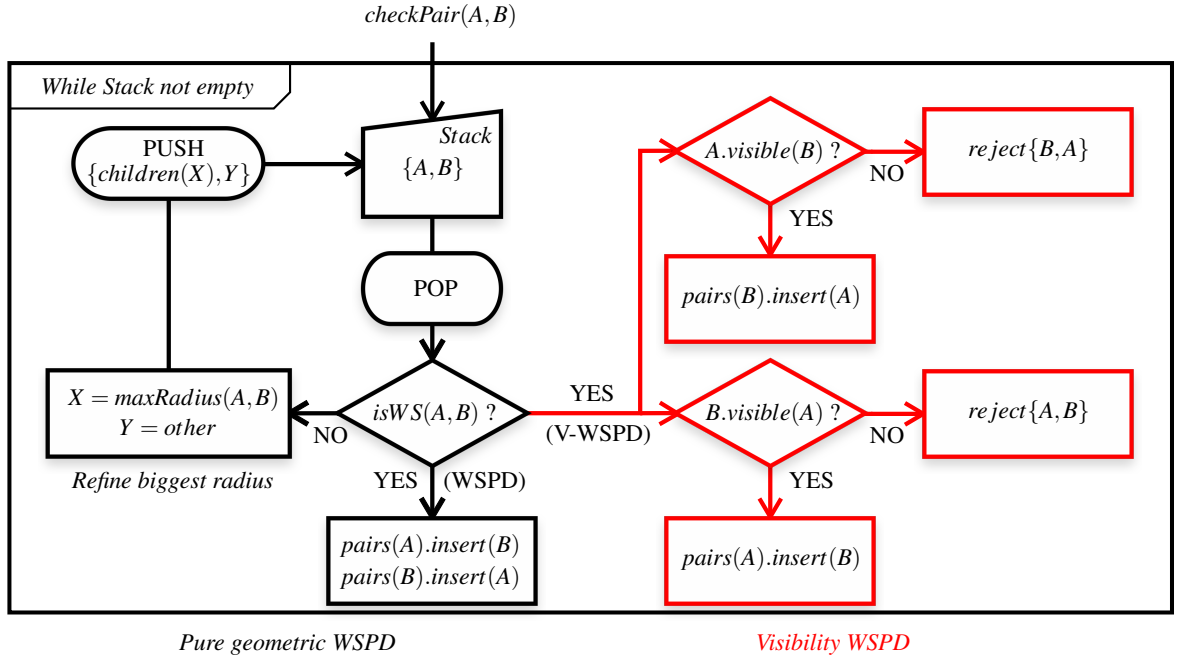 checkPair(A,B)
While Stack not empty
Stack
{A,B}
PUSH
{children(X),Y}
POP
X = maxRadius(A,B)
Y = other
Refine biggest radius
NO
isWS(A,B) ?
YES
(V-WSPD)
YES (WSPD)
pairs(A).insert(B)
pairs(B).insert(A)
A.visible(B) ?
NO
reject{B,A}
YES
pairs(B).insert(A)
B.visible(A) ?
NO
reject{A,B}
YES
pairs(A).insert(B)
Pure geometric WSPD
Visibility WSPD